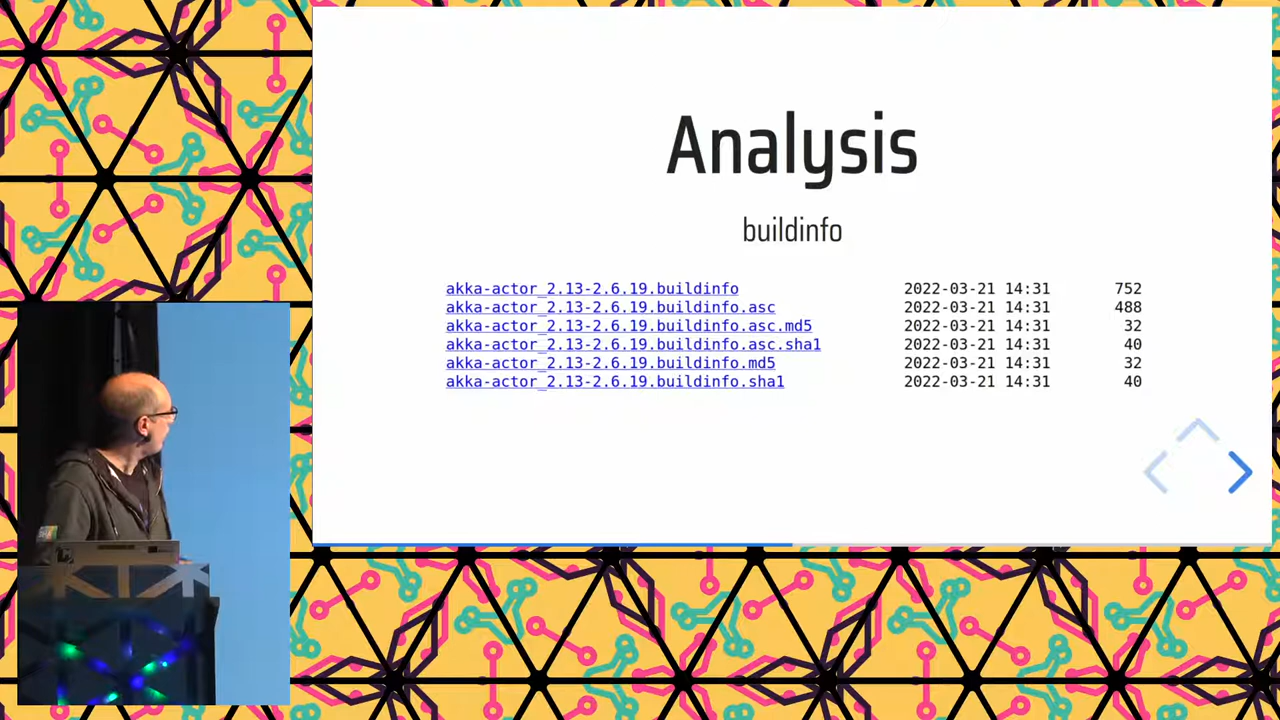 Analysis
buildinfo
akka-actor_2.13-2.6.19.buildinfo 2022-03-21 14:31 752
akka-actor_2.13-2.6.19.buildinfo.asc 2022-03-21 14:31 488
akka-actor_2.13-2.6.19.buildinfo.asc.md5 2022-03-21 14:31 32
akka-actor_2.13-2.6.19.buildinfo.asc.sha1 2022-03-21 14:31 40
akka-actor_2.13-2.6.19.buildinfo.md5 2022-03-21 14:31 32
akka-actor_2.13-2.6.19.buildinfo.sha1 2022-03-21 14:31 40